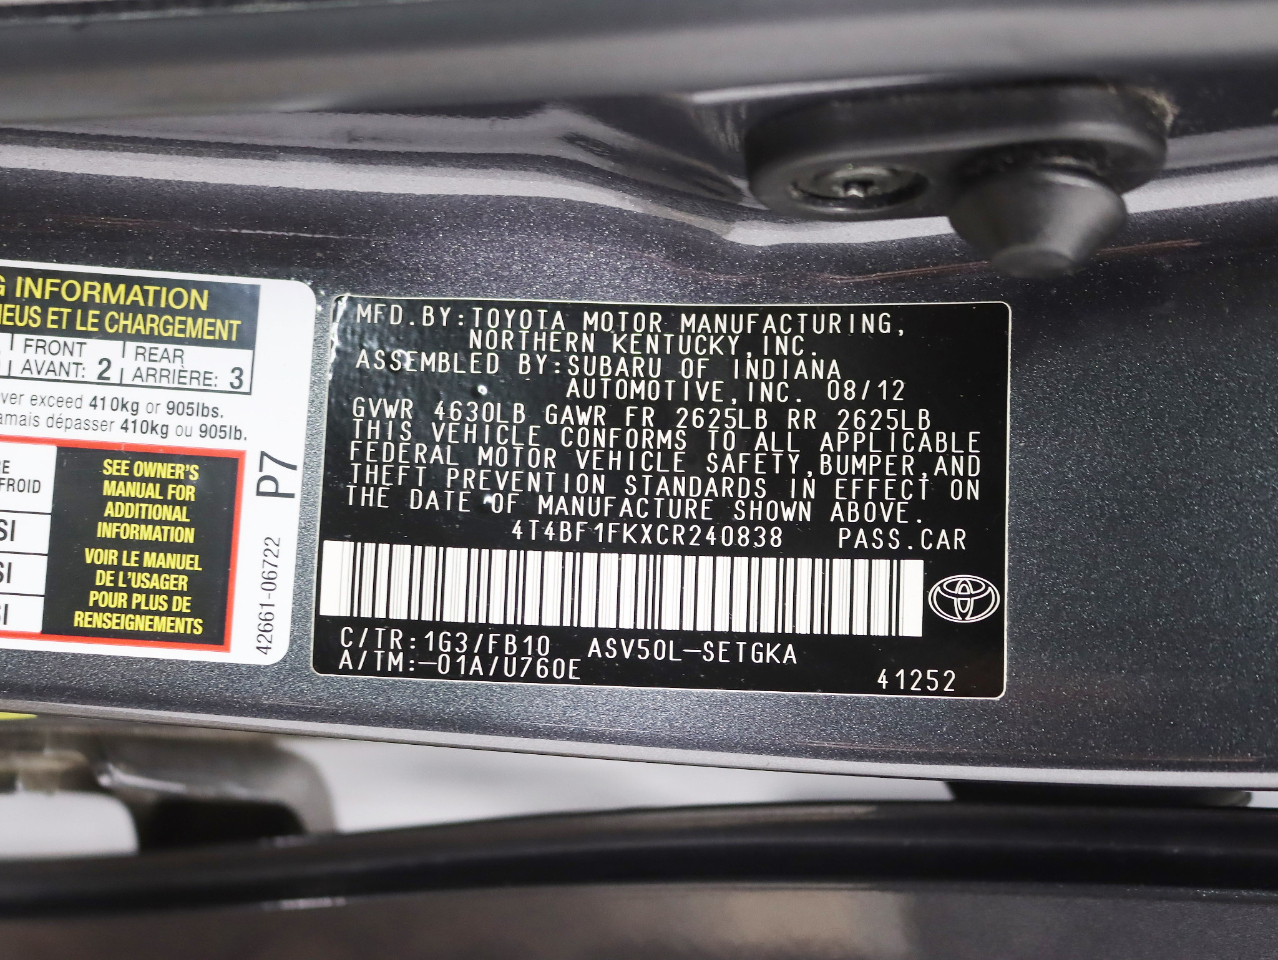 G INFORMATION
NEUS ET LE CHARGEMENT
FRONT
AVANT: 2
REAR
ARRIÈRE: 3
ver exceed 410kg or 905lbs.
amais dépasser 410kg ou 905lb.
RE
FROID
SI
SI
SI
SEE OWNER'S
MANUAL FOR
ADDITIONAL
INFORMATION
VOIR LE MANUEL
DE L'USAGER
POUR PLUS DE
RENSEIGNEMENTS
P7
42661-06722
MFD.BY:TOYOTA MOTOR MANUFACTURING,
NORTHERN KENTUCKY,INC.
ASSEMBLED BY:SUBARU OF INDIANA
AUTOMOTIVE,INC. 08/12
GVWR 4630LB GAWR FR 2625LB RR 2625LB
THIS VEHICLE CONFORMS TO ALL APPLICABLE
FEDERAL MOTOR VEHICLE SAFETY,BUMPER,AND
THEFT PREVENTION STANDARDS IN EFFECT ON
THE DATE OF MANUFACTURE SHOWN ABOVE.
4T4BF1FKXCR240838 PASS.CAR
C/TR:1G3/FB10 ASV50L-SETGKA
A/TM:-01A/U760E
41252